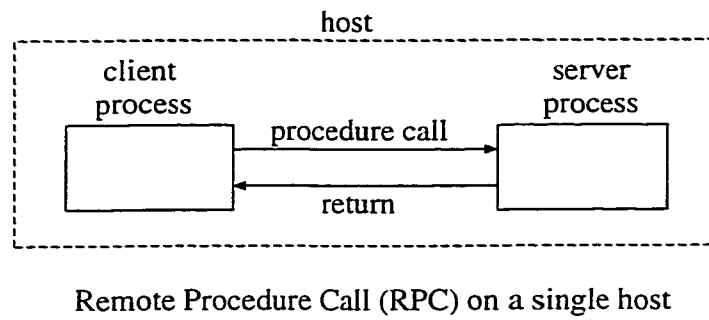 host
client
process
server
process
procedure call
return
Remote Procedure Call (RPC) on a single host